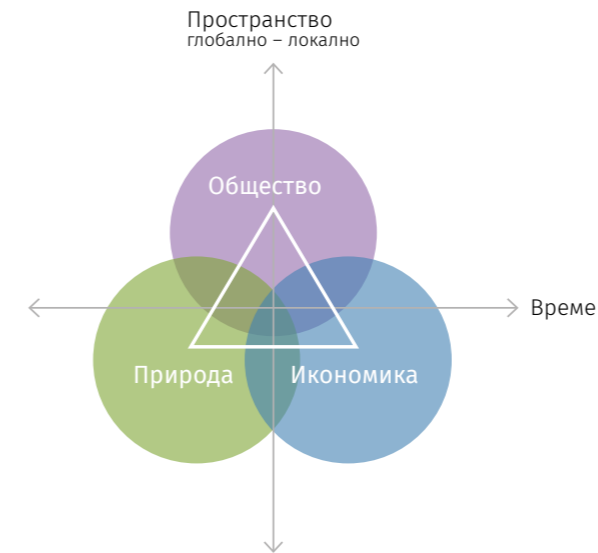 Пространство
глобално – локално
Общество
Време
Природа
Икономика